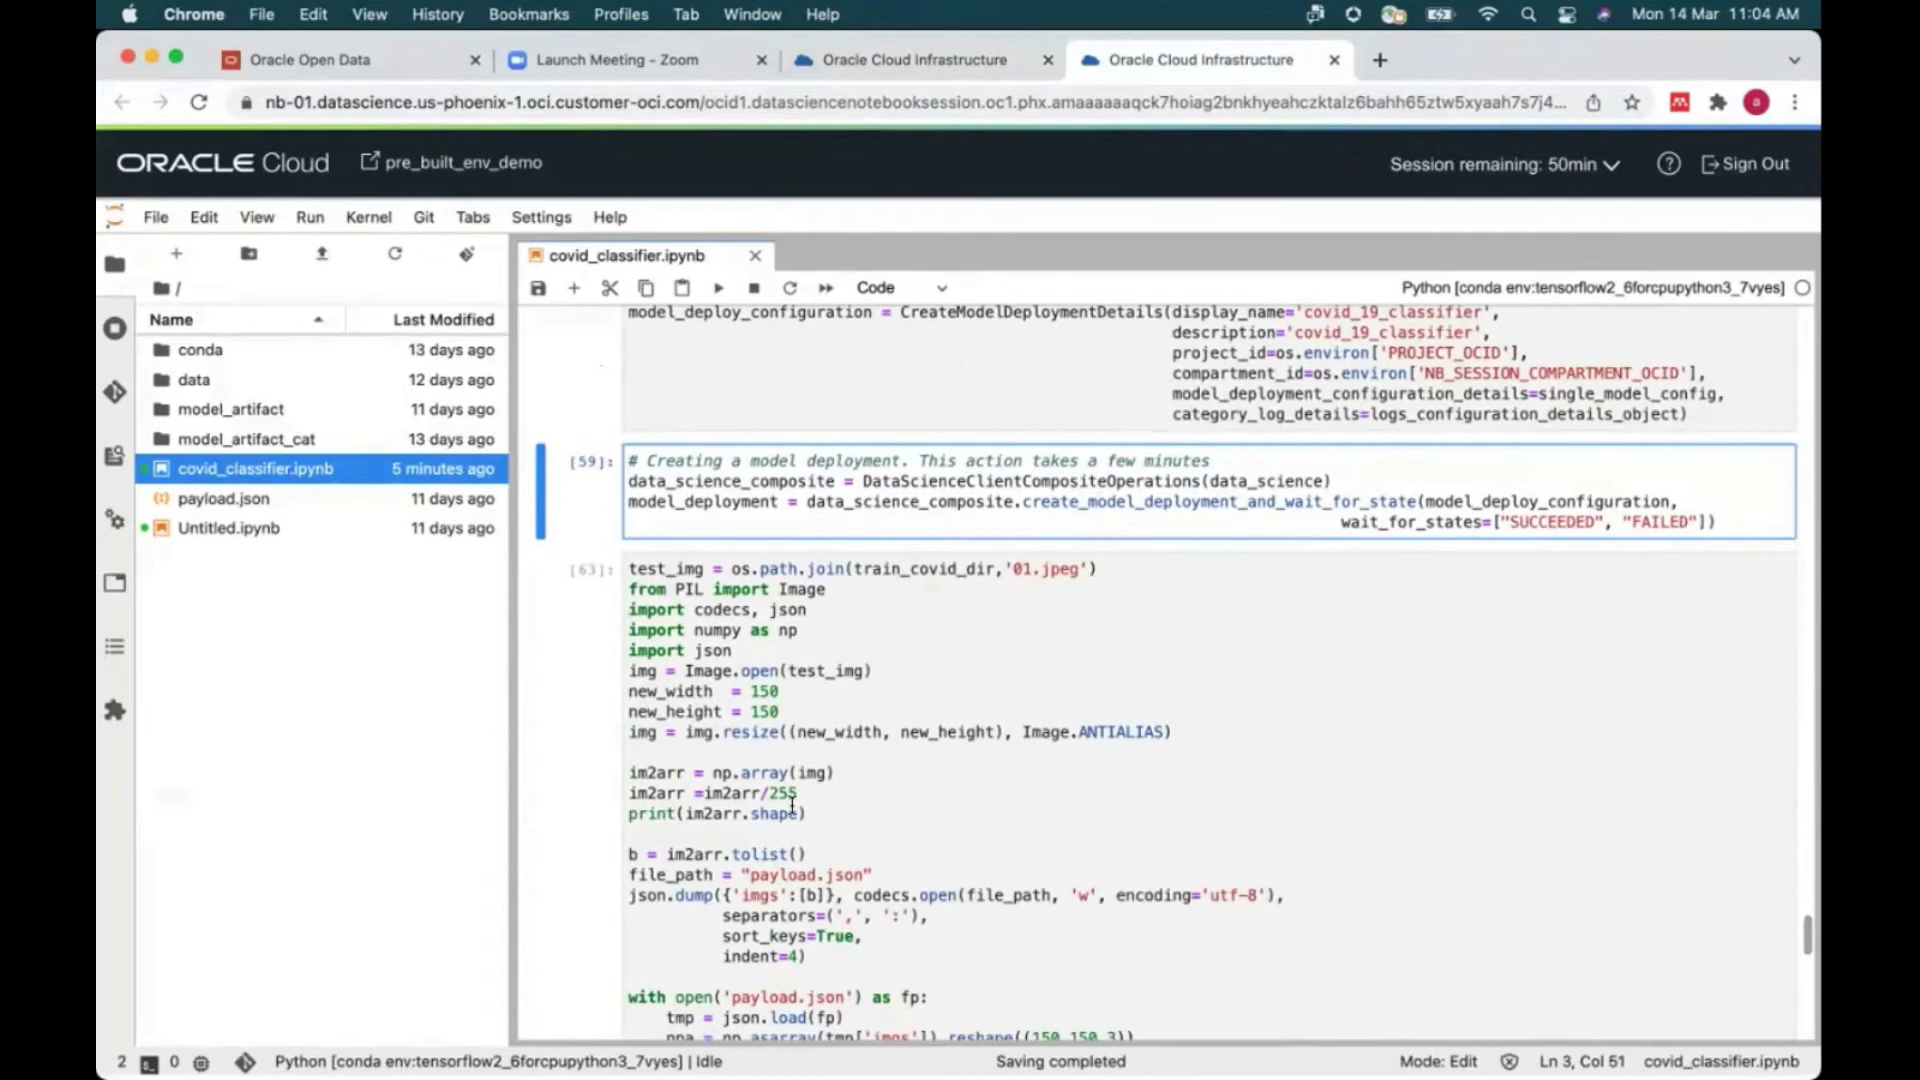 Chrome File Edit View History Bookmarks Profiles Tab Window Help Mon 14 Mar 11:04 AM
Oracle Open Data Launch Meeting - Zoom Oracle Cloud Infrastructure Oracle Cloud Infrastructure
nb-01.datascience.us-phoenix-1.oci.customer-oci.com/ocid1.datasciencenotebooksession.oc1.phx.amaaaaaaqck7hoiag2bnkhyeahczktalz6bahh65ztw5xyaah7s7j4... a
ORACLE Cloud pre_built_env_demo Session remaining: 50min Sign Out
File Edit View Run Kernel Git Tabs Settings Help
covid_classifier.ipynb
/
Code Python [conda env:tensorflow2_6forcpupython3_7vyes]
Name Last Modified
conda 13 days ago
data 12 days ago
model_artifact 11 days ago
model_artifact_cat 13 days ago
covid_classifier.ipynb 5 minutes ago
payload.json 11 days ago
Untitled.ipynb 11 days ago
model_deploy_configuration = CreateModelDeploymentDetails(display_name='covid_19_classifier',
description='covid_19_classifier',
project_id=os.environ['PROJECT_OCID'],
compartment_id=os.environ['NB_SESSION_COMPARTMENT_OCID'],
model_deployment_configuration_details=single_model_config,
category_log_details=logs_configuration_details_object)
[59]: # Creating a model deployment. This action takes a few minutes
data_science_composite = DataScienceClientCompositeOperations(data_science)
model_deployment = data_science_composite.create_model_deployment_and_wait_for_state(model_deploy_configuration,
wait_for_states=["SUCCEEDED", "FAILED"])
[63]: test_img = os.path.join(train_covid_dir,'01.jpeg')
from PIL import Image
import codecs, json
import numpy as np
import json
img = Image.open(test_img)
new_width  = 150
new_height = 150
img = img.resize((new_width, new_height), Image.ANTIALIAS)
im2arr = np.array(img)
im2arr =im2arr/255
print(im2arr.shape)
b = im2arr.tolist()
file_path = "payload.json"
json.dump({'imgs':[b]}, codecs.open(file_path, 'w', encoding='utf-8'),
separators=(',', ':'),
sort_keys=True,
indent=4)
with open('payload.json') as fp:
tmp = json.load(fp)
npa = np.asarray(tmp['imgs']).reshape((150,150,3))
2 0 Python [conda env:tensorflow2_6forcpupython3_7vyes] | Idle Saving completed Mode: Edit Ln 3, Col 51 covid_classifier.ipynb